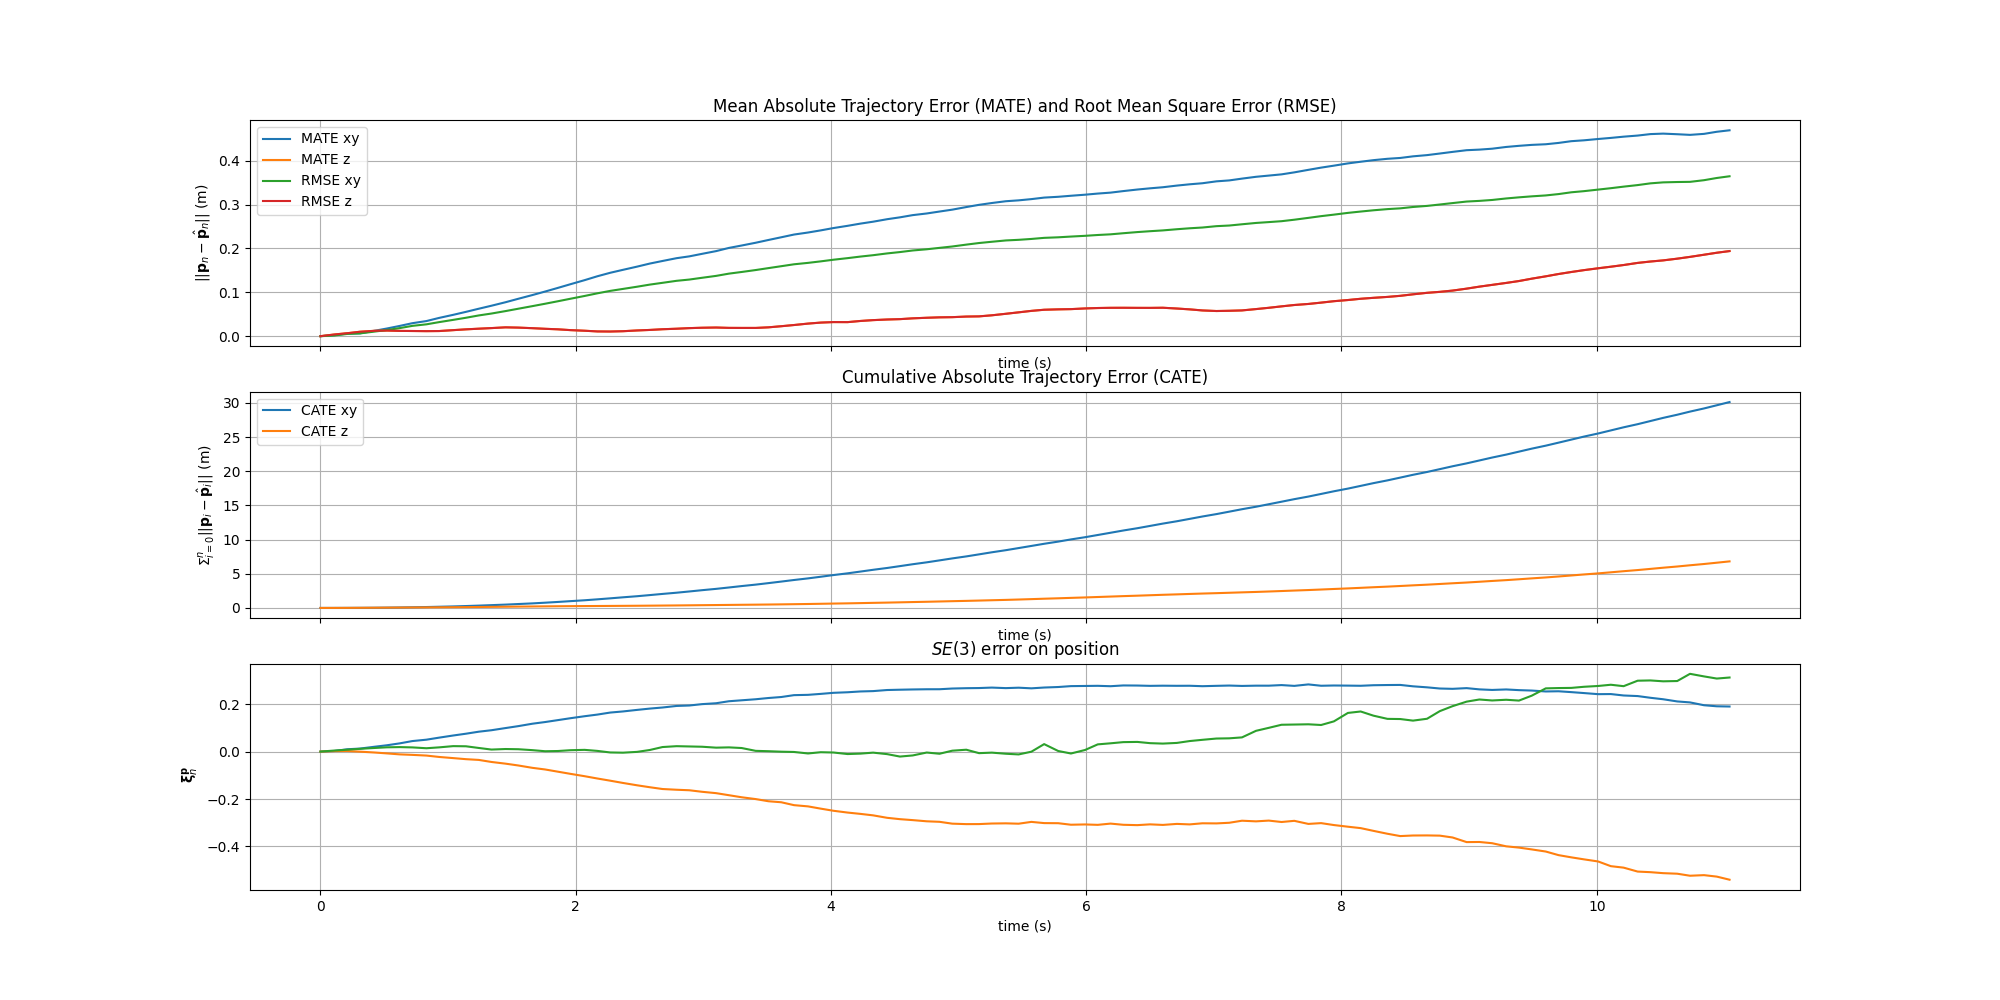 Mean Absolute Trajectory Error (MATE) and Root Mean Square Error (RMSE)
||𝐩ₙ − 𝐩̂ₙ|| (m)
0.4
0.3
0.2
0.1
0.0
MATE xy
MATE z
RMSE xy
RMSE z
time (s)
Cumulative Absolute Trajectory Error (CATE)
Σⁿᵢ₌₀||𝐩ᵢ − 𝐩̂ᵢ|| (m)
30
25
20
15
10
5
0
CATE xy
CATE z
time (s)
SE(3) error on position
𝛏ₙ^𝐩
0.2
0.0
−0.2
−0.4
0 2 4 6 8 10
time (s)